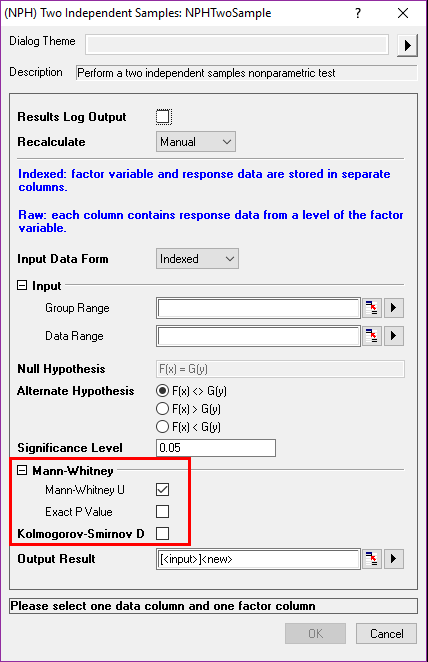 (NPH) Two Independent Samples: NPHTwoSample ? ×
Dialog Theme
Description Perform a two independent samples nonparametric test
Results Log Output
Recalculate Manual
Indexed: factor variable and response data are stored in separate
columns.
Raw: each column contains response data from a level of the factor
variable.
Input Data Form Indexed
Input
Group Range
Data Range
Null Hypothesis F(x) = G(y)
Alternate Hypothesis F(x) <> G(y)
F(x) > G(y)
F(x) < G(y)
Significance Level 0.05
Mann-Whitney
Mann-Whitney U
Exact P Value
Kolmogorov-Smirnov D
Output Result [<input>]<new>
Please select one data column and one factor column
OK Cancel